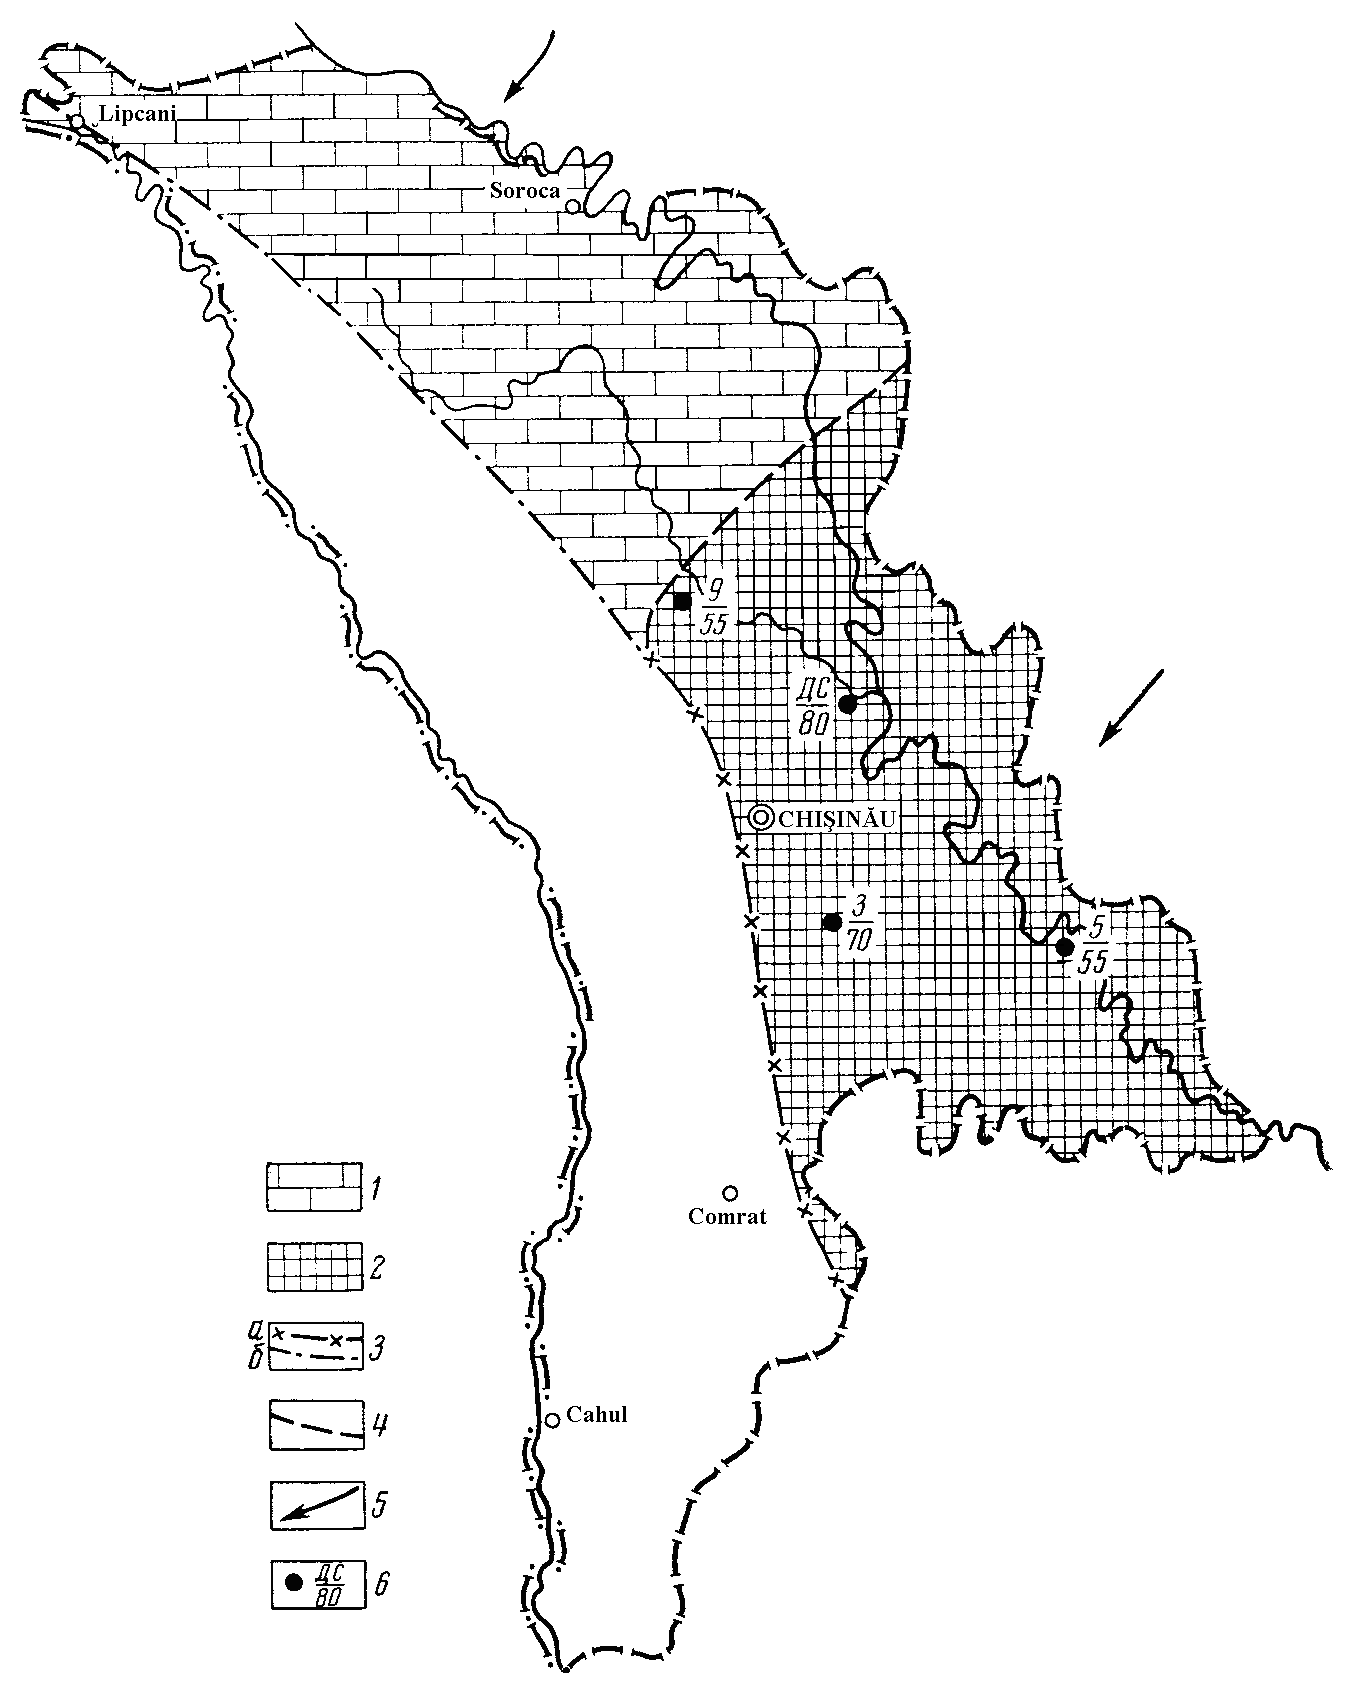 Lipcani
Soroca
9
55
ДС
80
CHIŞINĂU
3
70
5
55
Comrat
Cahul
1
2
а
б
3
4
5
ДС
80
6